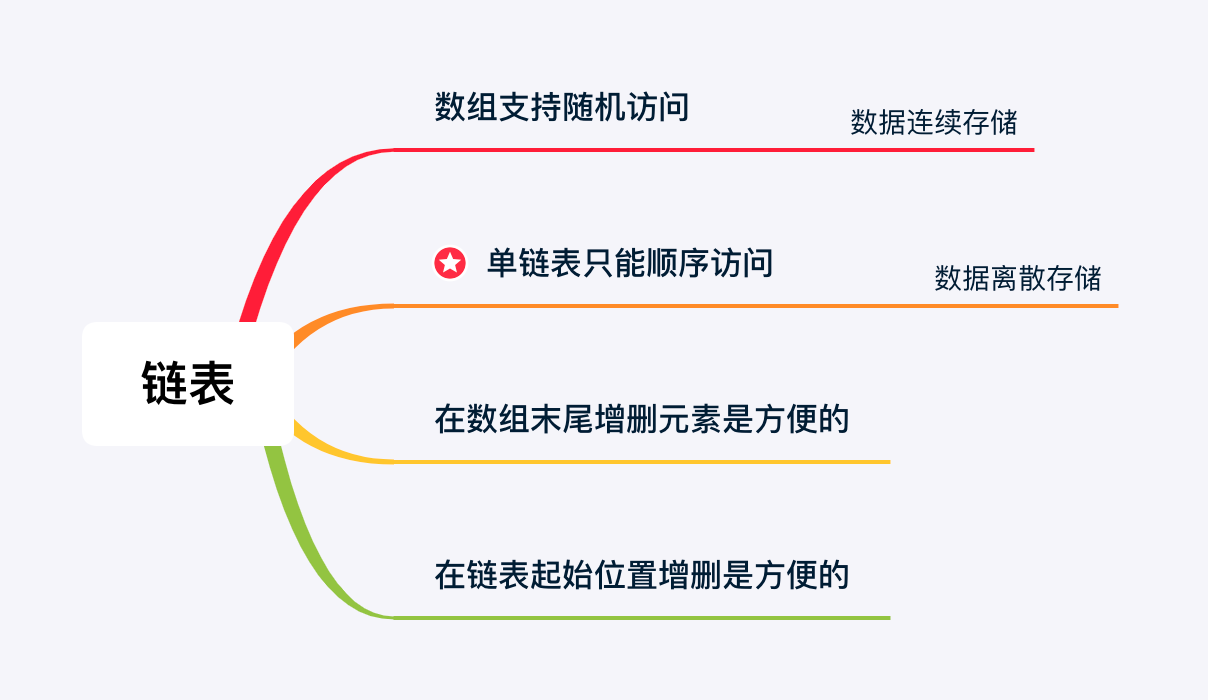 数组支持随机访问
数据连续存储
单链表只能顺序访问
数据离散存储
链表
在数组末尾增删元素是方便的
在链表起始位置增删是方便的